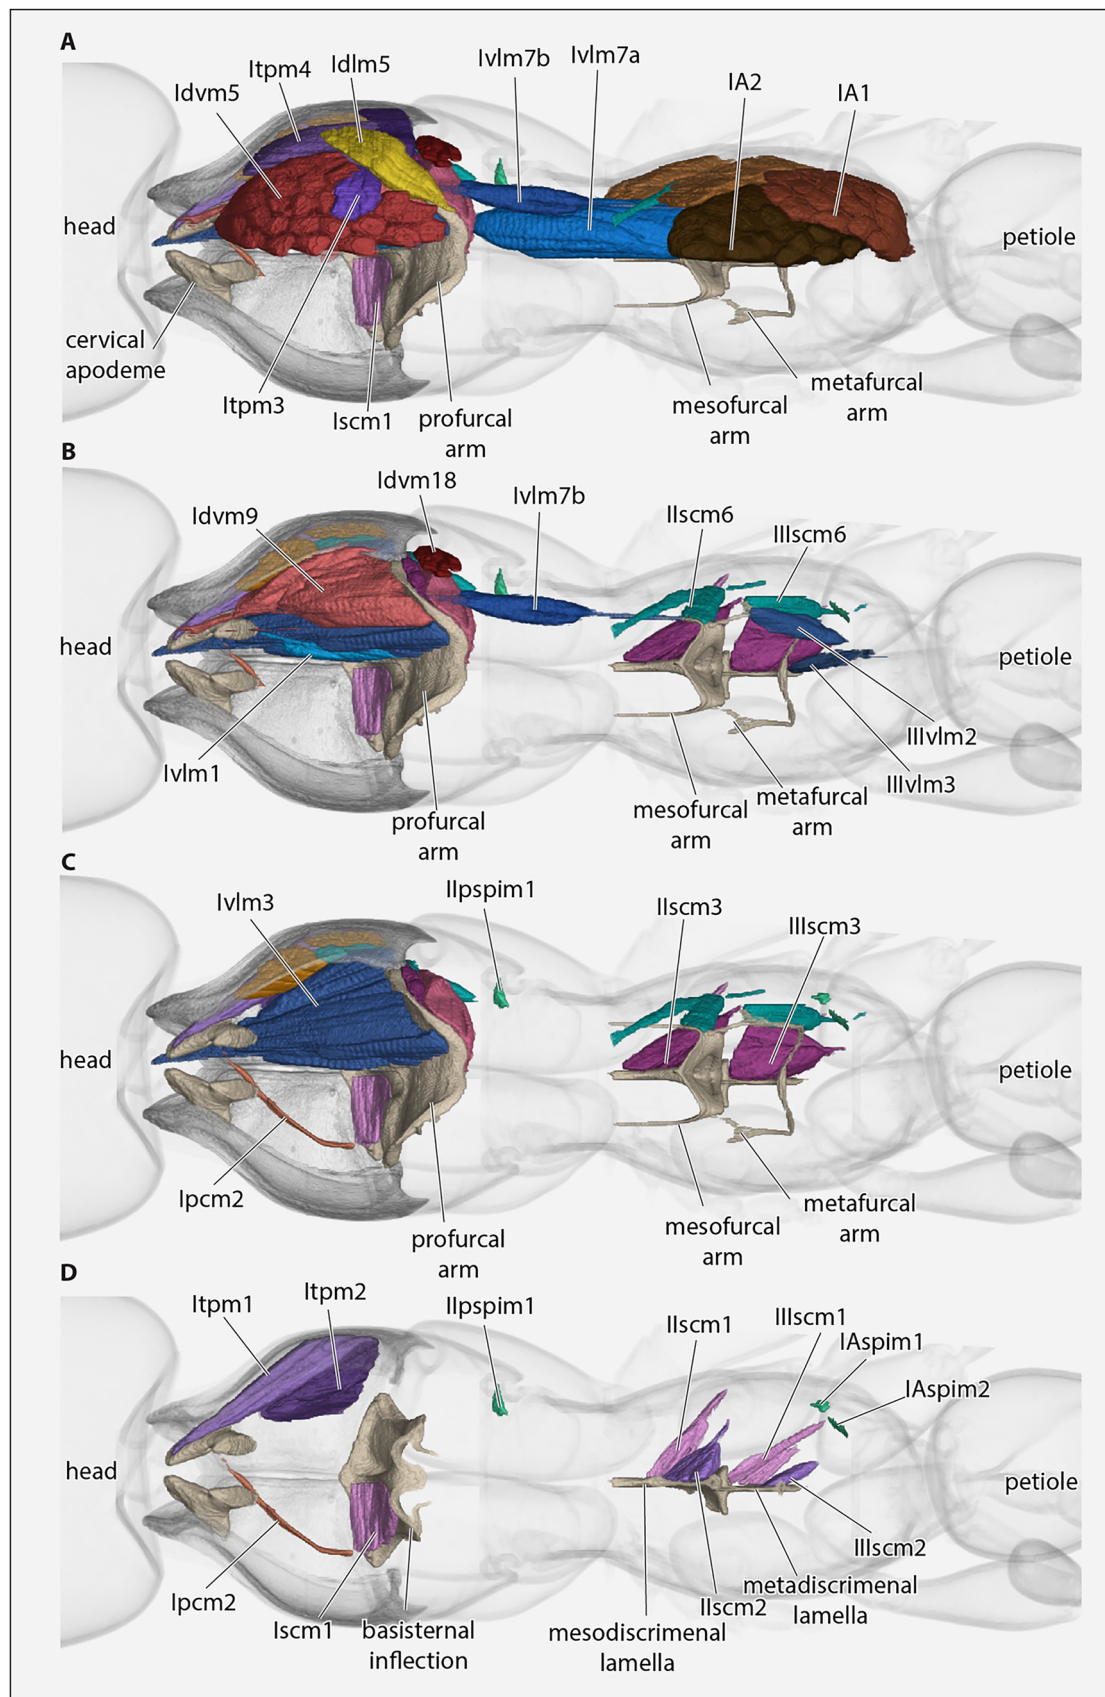 A
Itpm4
Idlm5
Ivlm7b
Ivlm7a
Idvm5
IA2
IA1
head
petiole
cervical
apodeme
Itpm3
Iscm1
profurcal
arm
mesofurcal
arm
metafurcal
arm
B
Idvm18
Idvm9
Ivlm7b
IIscm6
IIIscm6
head
petiole
Ivlm1
profurcal
arm
mesofurcal
arm
metafurcal
arm
IIIvlm2
IIIvlm3
C
Ivlm3
IIpspim1
IIscm3
IIIscm3
head
petiole
Ipcm2
profurcal
arm
mesofurcal
arm
metafurcal
arm
D
Itpm1
Itpm2
IIpspim1
IIscm1
IIIscm1
IAspim1
IAspim2
head
petiole
Ipcm2
Iscm1
basisternal
inflection
mesodiscrimenal
lamella
IIscm2
metadiscrimenal
lamella
IIIscm2